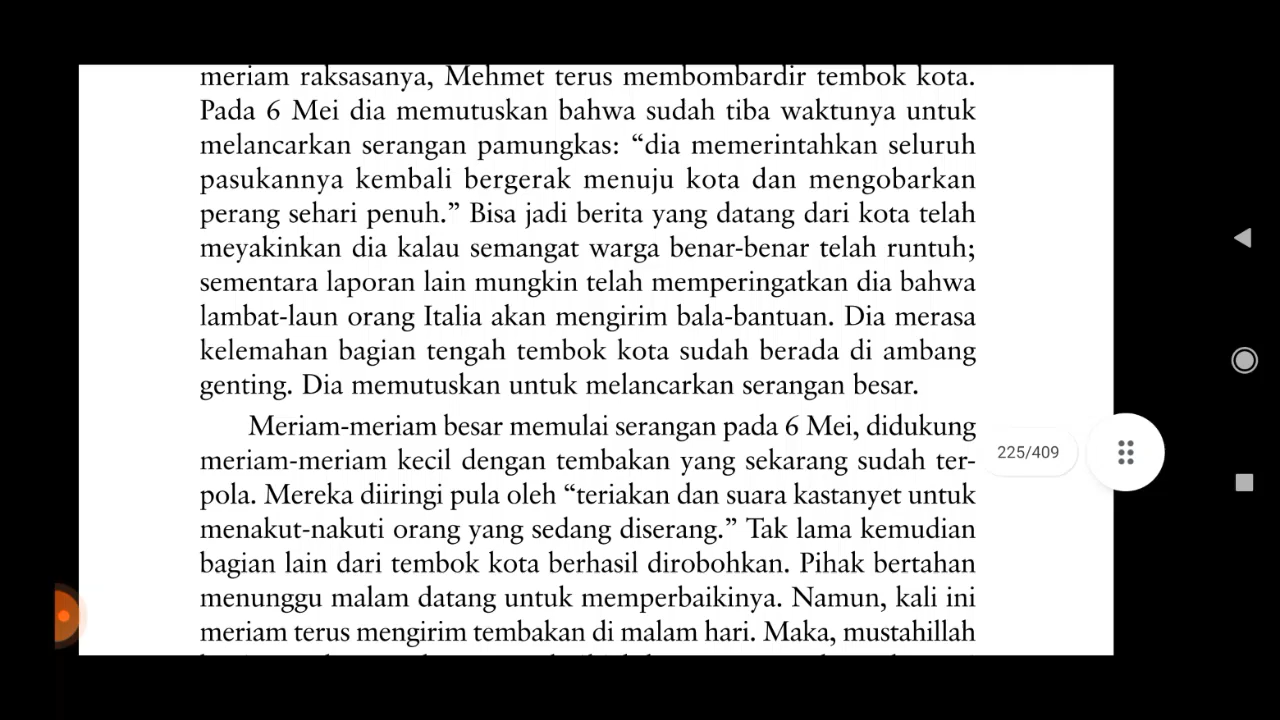 meriam raksasanya, Mehmet terus membombardir tembok kota.
Pada 6 Mei dia memutuskan bahwa sudah tiba waktunya untuk
melancarkan serangan pamungkas: “dia memerintahkan seluruh
pasukannya kembali bergerak menuju kota dan mengobarkan
perang sehari penuh.” Bisa jadi berita yang datang dari kota telah
meyakinkan dia kalau semangat warga benar-benar telah runtuh;
sementara laporan lain mungkin telah memperingatkan dia bahwa
lambat-laun orang Italia akan mengirim bala-bantuan. Dia merasa
kelemahan bagian tengah tembok kota sudah berada di ambang
genting. Dia memutuskan untuk melancarkan serangan besar.
Meriam-meriam besar memulai serangan pada 6 Mei, didukung
meriam-meriam kecil dengan tembakan yang sekarang sudah ter-
pola. Mereka diiringi pula oleh “teriakan dan suara kastanyet untuk
menakut-nakuti orang yang sedang diserang.” Tak lama kemudian
bagian lain dari tembok kota berhasil dirobohkan. Pihak bertahan
menunggu malam datang untuk memperbaikinya. Namun, kali ini
meriam terus mengirim tembakan di malam hari. Maka, mustahillah
225/409